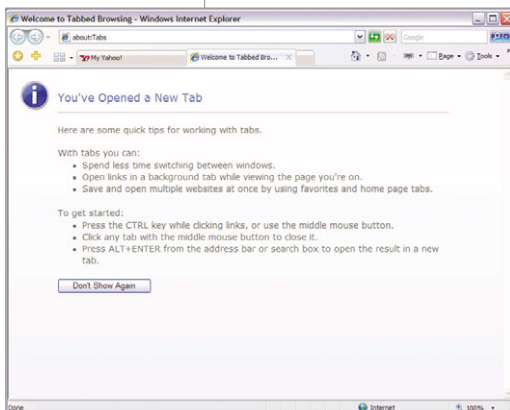 Welcome to Tabbed Browsing - Windows Internet Explorer
about:Tabs
Google
My Yahoo!
Welcome to Tabbed Bro...
Page
Tools
You've Opened a New Tab
Here are some quick tips for working with tabs.
With tabs you can:
• Spend less time switching between windows.
• Open links in a background tab while viewing the page you're on.
• Save and open multiple websites at once by using favorites and home page tabs.
To get started:
• Press the CTRL key while clicking links, or use the middle mouse button.
• Click any tab with the middle mouse button to close it.
• Press ALT+ENTER from the address bar or search box to open the result in a new
tab.
Don't Show Again
Done
Internet
100%